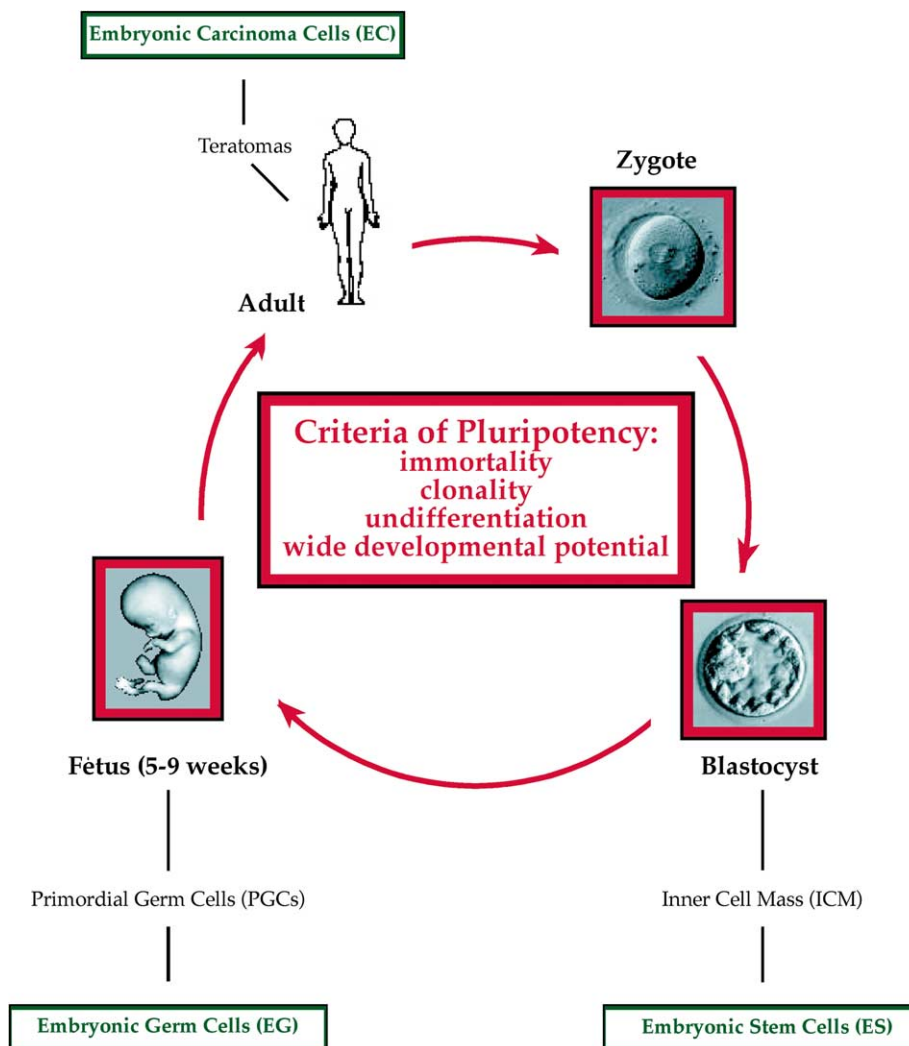 Embryonic Carcinoma Cells (EC)
Teratomas
Zygote
Adult
Criteria of Pluripotency:
immortality
clonality
undifferentiation
wide developmental potential
Fetus (5-9 weeks)
Blastocyst
Primordial Germ Cells (PGCs)
Inner Cell Mass (ICM)
Embryonic Germ Cells (EG)
Embryonic Stem Cells (ES)